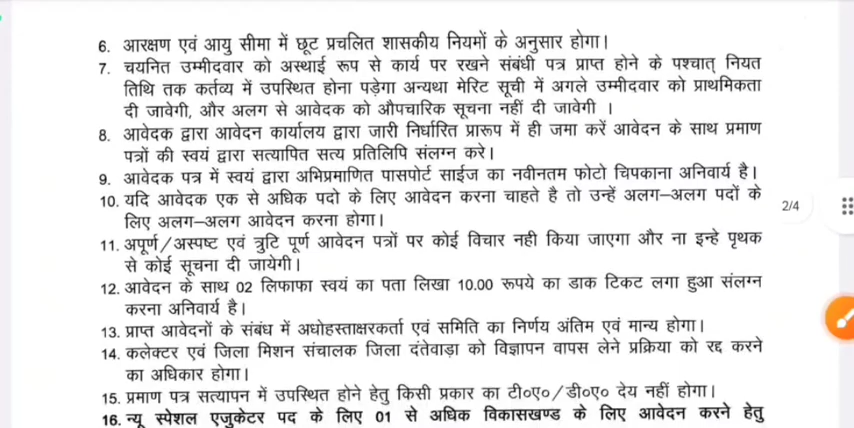 6. आरक्षण एवं आयु सीमा में छूट प्रचलित शासकीय नियमों के अनुसार होगा।
7. चयनित उम्मीदवार को अस्थाई रूप से कार्य पर रखने संबंधी पत्र प्राप्त होने के पश्चात् नियत
तिथि तक कर्तव्य में उपस्थित होना पड़ेगा अन्यथा मेरिट सूची में अगले उम्मीदवार को प्राथमिकता
दी जावेगी, और अलग से आवेदक को औपचारिक सूचना नहीं दी जावेगी ।
8. आवेदक द्वारा आवेदन कार्यालय द्वारा जारी निर्धारित प्रारूप में ही जमा करें आवेदन के साथ प्रमाण
पत्रों की स्वयं द्वारा सत्यापित सत्य प्रतिलिपि संलग्न करे।
9. आवेदक पत्र में स्वयं द्वारा अभिप्रमाणित पासपोर्ट साईज का नवीनतम फोटो चिपकाना अनिवार्य है।
10. यदि आवेदक एक से अधिक पदो के लिए आवेदन करना चाहते है तो उन्हें अलग–अलग पदों के
लिए अलग–अलग आवेदन करना होगा।
2/4
11. अपूर्ण/अस्पष्ट एवं त्रुटि पूर्ण आवेदन पत्रों पर कोई विचार नही किया जाएगा और ना इन्हे पृथक
से कोई सूचना दी जायेगी।
12. आवेदन के साथ 02 लिफाफा स्वयं का पता लिखा 10.00 रूपये का डाक टिकट लगा हुआ संलग्न
करना अनिवार्य है।
13. प्राप्त आवेदनों के संबंध में अधोहस्ताक्षरकर्ता एवं समिति का निर्णय अंतिम एवं मान्य होगा।
14. कलेक्टर एवं जिला मिशन संचालक जिला दंतेवाड़ा को विज्ञापन वापस लेने प्रक्रिया को रद्द करने
का अधिकार होगा।
15. प्रमाण पत्र सत्यापन में उपस्थित होने हेतु किसी प्रकार का टी०ए०/डी०ए० देय नहीं होगा।
16. न्यू स्पेशल एजुकेटर पद के लिए 01 से अधिक विकासखण्ड के लिए आवेदन करने हेतु